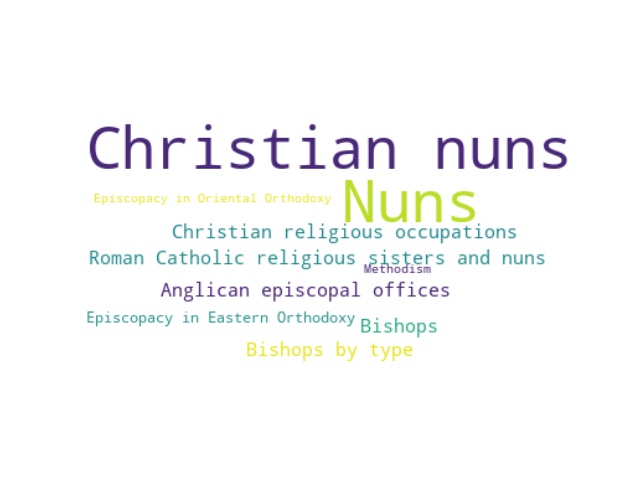 Christian nuns
Episcopacy in Oriental Orthodoxy
Nuns
Christian religious occupations
Roman Catholic religious sisters and nuns
Methodism
Anglican episcopal offices
Episcopacy in Eastern Orthodoxy
Bishops
Bishops by type